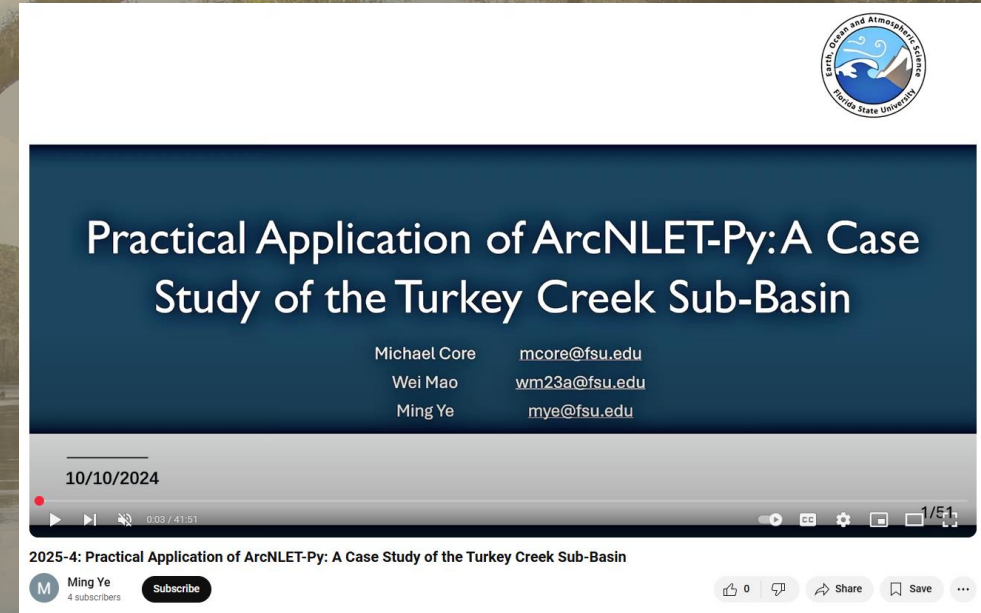 Earth, Ocean and Atmospheric Science
Florida State University
Practical Application of ArcNLET-Py: A Case
Study of the Turkey Creek Sub-Basin
Michael Core mcore@fsu.edu
Wei Mao wm23a@fsu.edu
Ming Ye mye@fsu.edu
10/10/2024
0:03 / 41:51
CC
1/51
2025-4: Practical Application of ArcNLET-Py: A Case Study of the Turkey Creek Sub-Basin
M
Ming Ye
4 subscribers
Subscribe
0
Share
Save